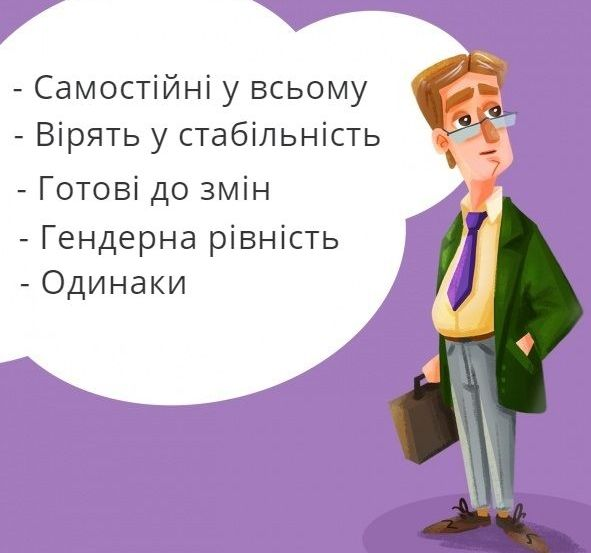 - Самостійні у всьому
- Вірять у стабільність
- Готові до змін
- Гендерна рівність
- Одинаки